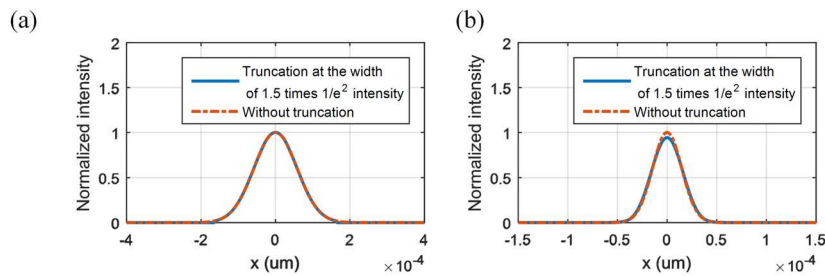 (a)
2
1.5
1
0.5
0
Normalized intensity
Truncation at the width
of 1.5 times 1/e² intensity
Without truncation
-4 -2 0 2 4
x (um)
×10⁻⁴
(b)
2
1.5
1
0.5
0
Normalized intensity
Truncation at the width
of 1.5 times 1/e² intensity
Without truncation
-1.5 -1 -0.5 0 0.5 1 1.5
x (um)
×10⁻⁴